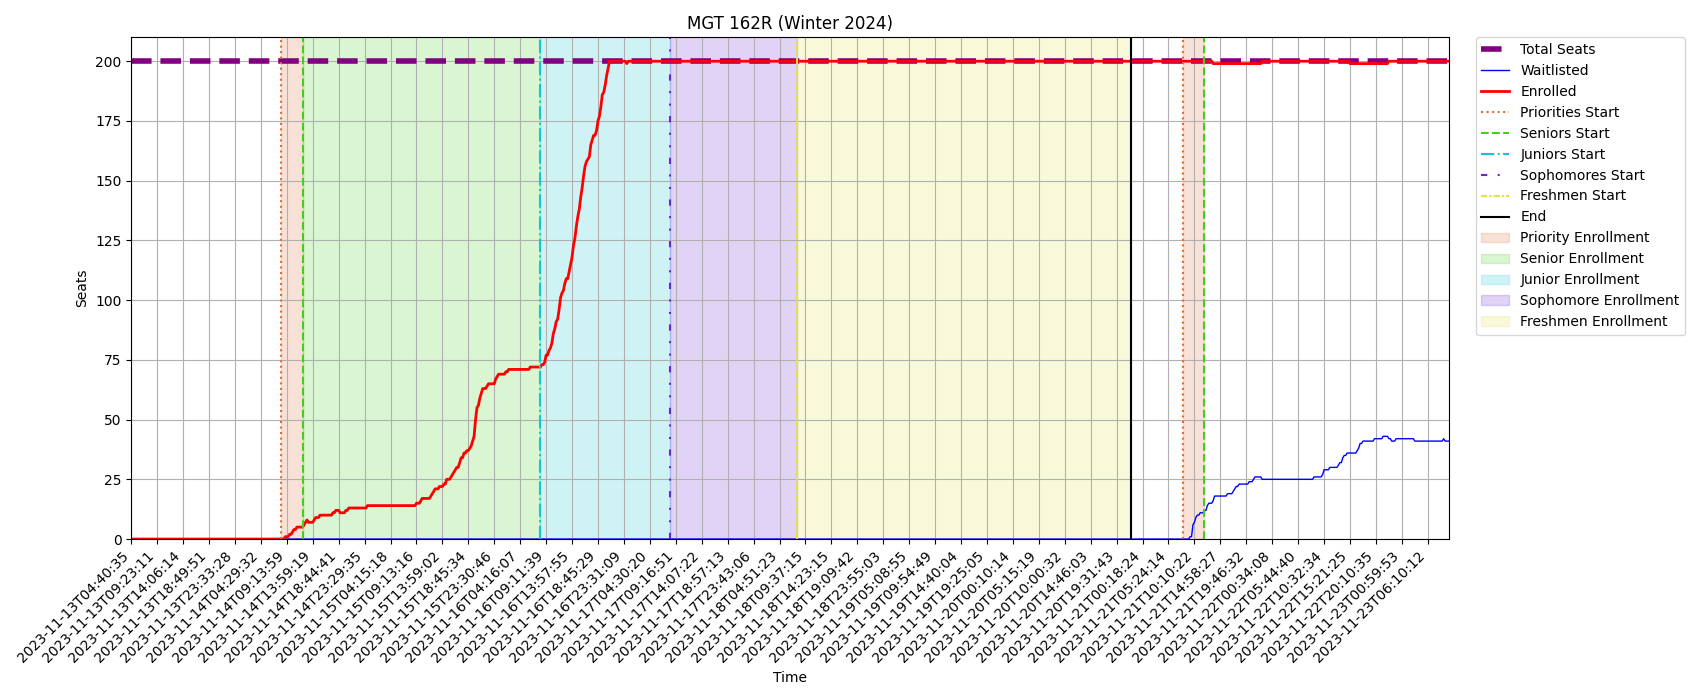 MGT 162R (Winter 2024)
Seats
200
175
150
125
100
75
50
25
0
2023-11-13T04:40:35
2023-11-13T09:23:11
2023-11-13T14:06:14
2023-11-13T18:49:51
2023-11-13T23:33:28
2023-11-14T04:29:32
2023-11-14T09:13:59
2023-11-14T13:59:19
2023-11-14T18:44:41
2023-11-14T23:29:35
2023-11-15T04:15:18
2023-11-15T09:13:16
2023-11-15T13:59:02
2023-11-15T18:45:34
2023-11-15T23:30:46
2023-11-16T04:16:07
2023-11-16T09:11:39
2023-11-16T13:57:55
2023-11-16T18:45:29
2023-11-16T23:31:09
2023-11-17T04:30:20
2023-11-17T09:16:51
2023-11-17T14:07:22
2023-11-17T18:57:13
2023-11-17T23:43:06
2023-11-18T04:51:23
2023-11-18T09:37:15
2023-11-18T14:23:15
2023-11-18T19:09:42
2023-11-18T23:55:03
2023-11-19T05:08:55
2023-11-19T09:54:49
2023-11-19T14:40:04
2023-11-19T19:25:05
2023-11-20T00:10:14
2023-11-20T05:15:19
2023-11-20T10:00:32
2023-11-20T14:46:03
2023-11-20T19:31:43
2023-11-21T00:18:24
2023-11-21T05:24:14
2023-11-21T10:10:22
2023-11-21T14:58:27
2023-11-21T19:46:32
2023-11-22T00:34:08
2023-11-22T05:44:40
2023-11-22T10:32:34
2023-11-22T15:21:25
2023-11-22T20:10:35
2023-11-23T00:59:53
2023-11-23T06:10:12
Time
Total Seats
Waitlisted
Enrolled
Priorities Start
Seniors Start
Juniors Start
Sophomores Start
Freshmen Start
End
Priority Enrollment
Senior Enrollment
Junior Enrollment
Sophomore Enrollment
Freshmen Enrollment